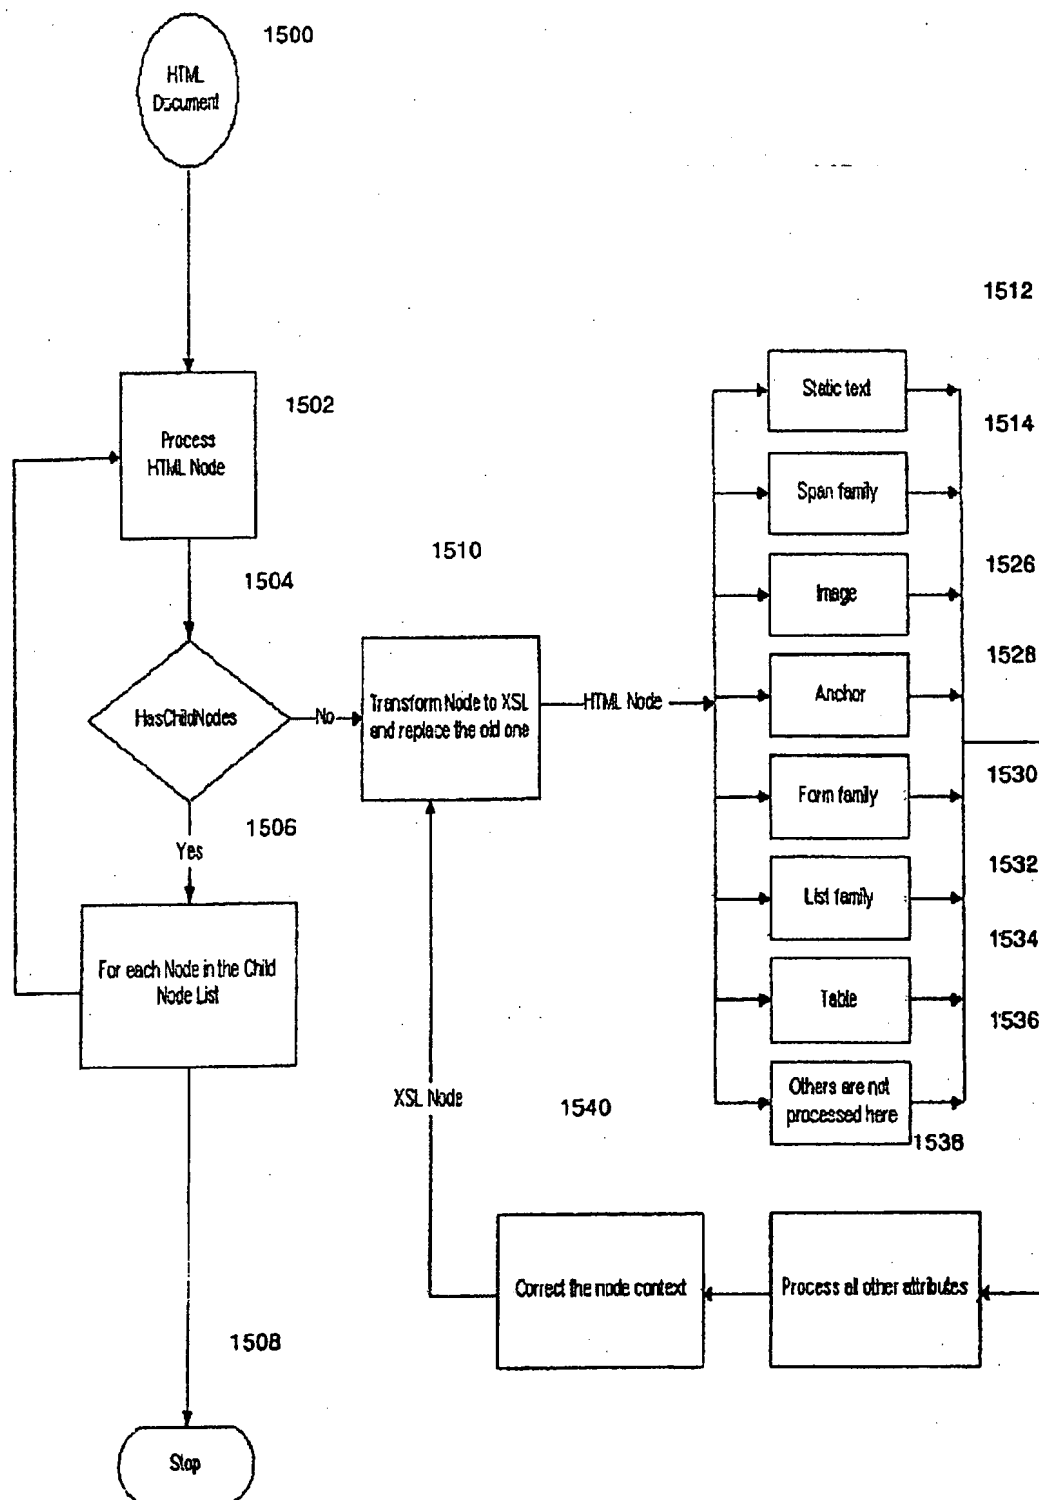 1500
HTML
Document
1512
1502
Static text
1514
Process
HTML Node
Span family
1510
1504
1526
Image
1528
HasChildNodes
No
Transform Node to XSL
and replace the old one
HTML Node
Anchor
1530
Form family
1506
Yes
1532
List family
1534
For each Node in the Child
Node List
Table
1536
XSL Node
1540
Others are not
processed here
1538
Correct the node context
Process all other attributes
1508
Stop